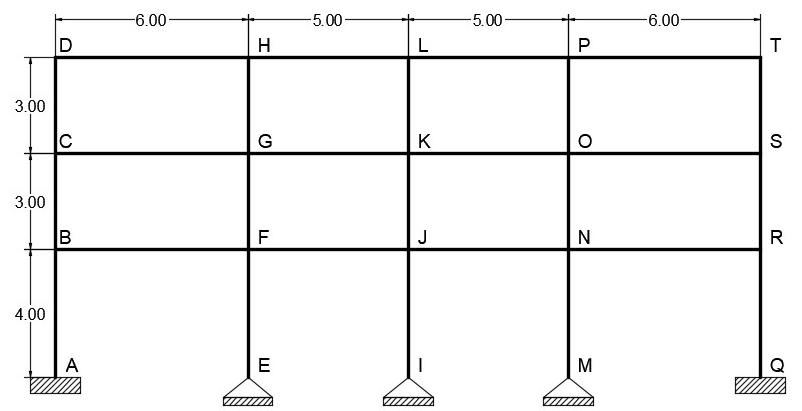 6.00 5.00 5.00 6.00
D H L P T
3.00
C G K O S
3.00
B F J N R
4.00
A E I M Q